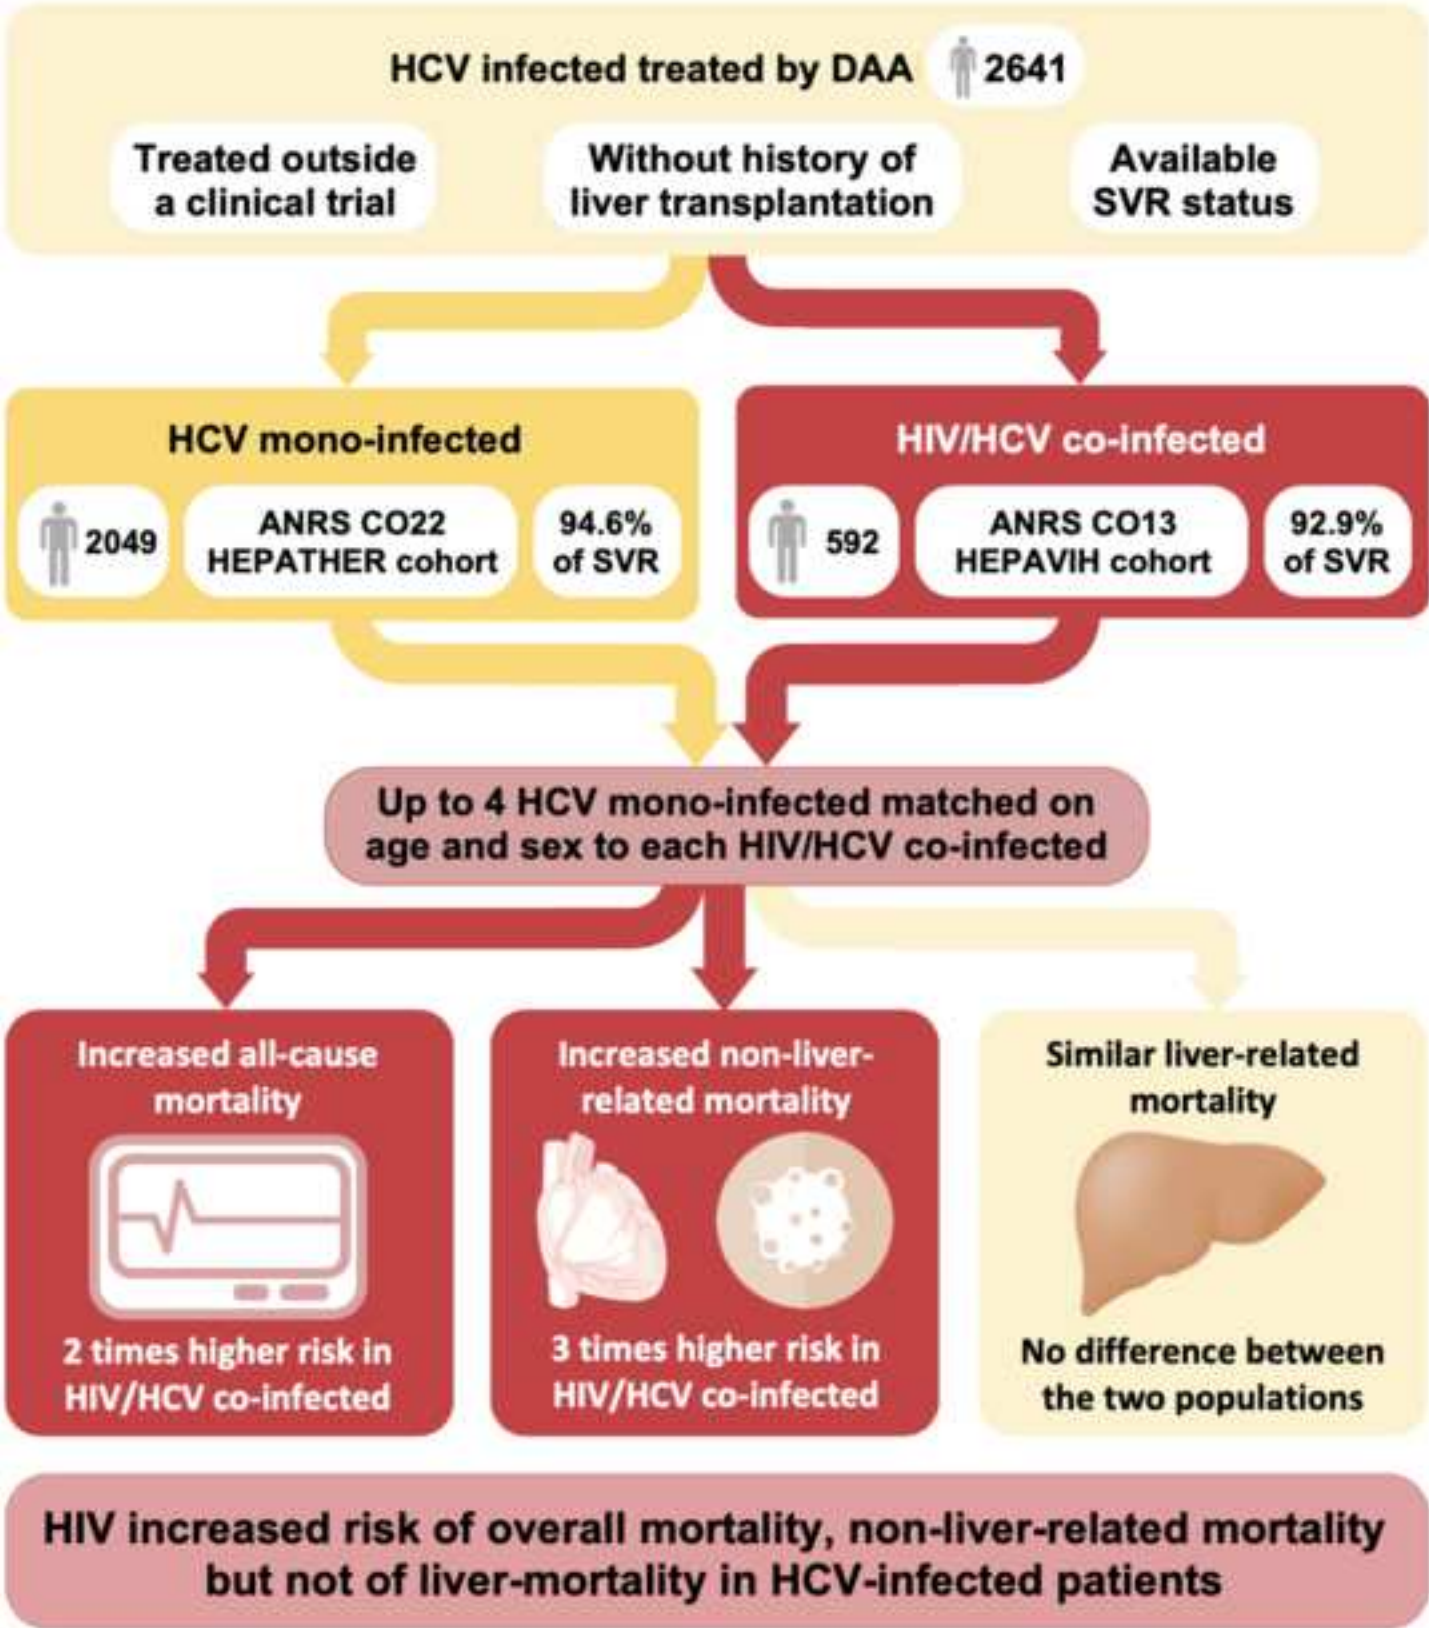 HCV infected treated by DAA 2641
Treated outside
a clinical trial
Without history of
liver transplantation
Available
SVR status
HCV mono-infected
2049
ANRS CO22
HEPATHER cohort
94.6%
of SVR
HIV/HCV co-infected
592
ANRS CO13
HEPAVIH cohort
92.9%
of SVR
Up to 4 HCV mono-infected matched on
age and sex to each HIV/HCV co-infected
Increased all-cause
mortality
2 times higher risk in
HIV/HCV co-infected
Increased non-liver-
related mortality
3 times higher risk in
HIV/HCV co-infected
Similar liver-related
mortality
No difference between
the two populations
HIV increased risk of overall mortality, non-liver-related mortality
but not of liver-mortality in HCV-infected patients